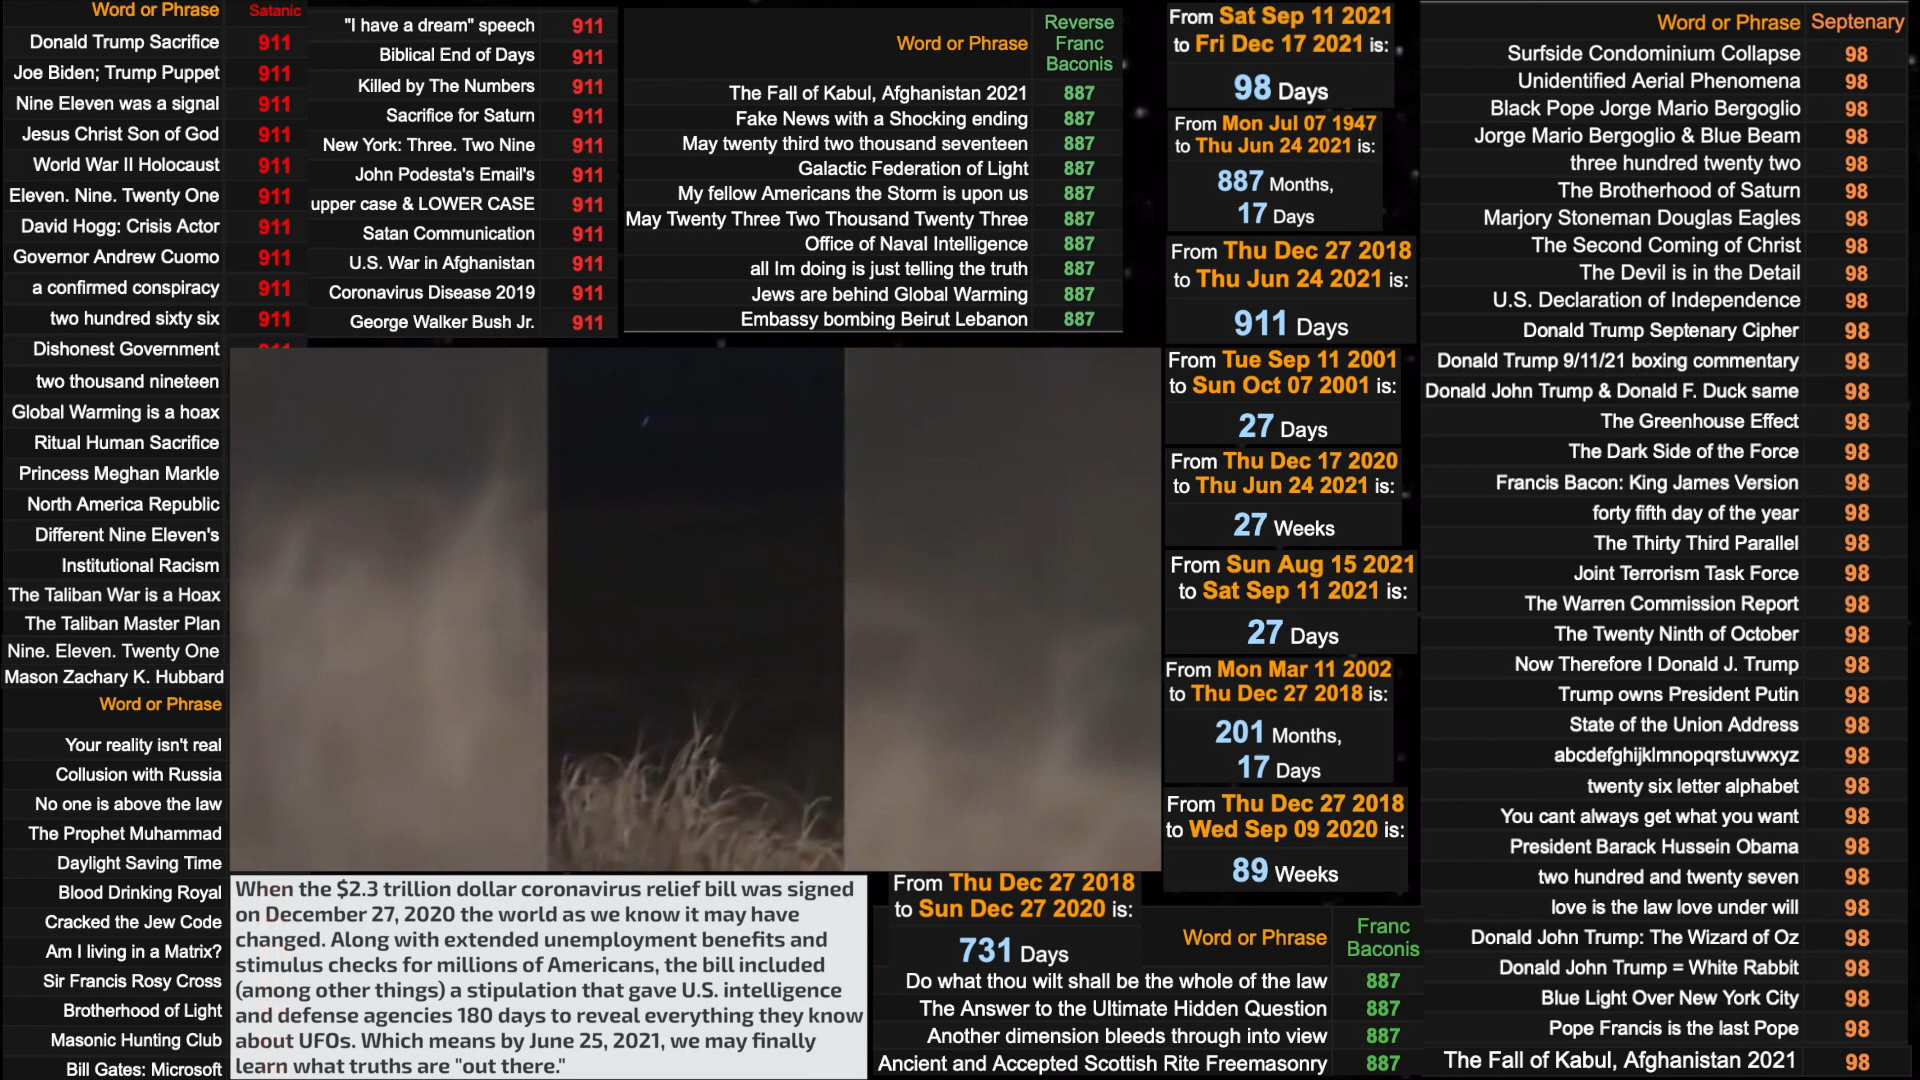 Word or Phrase Satanic
Donald Trump Sacrifice 911
Joe Biden; Trump Puppet 911
Nine Eleven was a signal 911
Jesus Christ Son of God 911
World War II Holocaust 911
Eleven. Nine. Twenty One 911
David Hogg: Crisis Actor 911
Governor Andrew Cuomo 911
a confirmed conspiracy 911
two hundred sixty six 911
Dishonest Government 911
two thousand nineteen
Global Warming is a hoax
Ritual Human Sacrifice
Princess Meghan Markle
North America Republic
Different Nine Eleven's
Institutional Racism
The Taliban War is a Hoax
The Taliban Master Plan
Nine. Eleven. Twenty One
Mason Zachary K. Hubbard
Word or Phrase
Your reality isn't real
Collusion with Russia
No one is above the law
The Prophet Muhammad
Daylight Saving Time
Blood Drinking Royal
Cracked the Jew Code
Am I living in a Matrix?
Sir Francis Rosy Cross
Brotherhood of Light
Masonic Hunting Club
Bill Gates: Microsoft
"I have a dream" speech 911
Biblical End of Days 911
Killed by The Numbers 911
Sacrifice for Saturn 911
New York: Three. Two Nine 911
John Podesta's Email's 911
upper case & LOWER CASE 911
Satan Communication 911
U.S. War in Afghanistan 911
Coronavirus Disease 2019 911
George Walker Bush Jr. 911
Word or Phrase Reverse
Franc
Baconis
The Fall of Kabul, Afghanistan 2021 887
Fake News with a Shocking ending 887
May twenty third two thousand seventeen 887
Galactic Federation of Light 887
My fellow Americans the Storm is upon us 887
May Twenty Three Two Thousand Twenty Three 887
Office of Naval Intelligence 887
all Im doing is just telling the truth 887
Jews are behind Global Warming 887
Embassy bombing Beirut Lebanon 887
When the $2.3 trillion dollar coronavirus relief bill was signed
on December 27, 2020 the world as we know it may have
changed. Along with extended unemployment benefits and
stimulus checks for millions of Americans, the bill included
(among other things) a stipulation that gave U.S. intelligence
and defense agencies 180 days to reveal everything they know
about UFOs. Which means by June 25, 2021, we may finally
learn what truths are "out there."
From Sat Sep 11 2021
to Fri Dec 17 2021 is:
98 Days
From Mon Jul 07 1947
to Thu Jun 24 2021 is:
887 Months,
17 Days
From Thu Dec 27 2018
to Thu Jun 24 2021 is:
911 Days
From Tue Sep 11 2001
to Sun Oct 07 2001 is:
27 Days
From Thu Dec 17 2020
to Thu Jun 24 2021 is:
27 Weeks
From Sun Aug 15 2021
to Sat Sep 11 2021 is:
27 Days
From Mon Mar 11 2002
to Thu Dec 27 2018 is:
201 Months,
17 Days
From Thu Dec 27 2018
to Wed Sep 09 2020 is:
89 Weeks
From Thu Dec 27 2018
to Sun Dec 27 2020 is:
731 Days
Word or Phrase Franc
Baconis
Do what thou wilt shall be the whole of the law 887
The Answer to the Ultimate Hidden Question 887
Another dimension bleeds through into view 887
Ancient and Accepted Scottish Rite Freemasonry 887
Word or Phrase Septenary
Surfside Condominium Collapse 98
Unidentified Aerial Phenomena 98
Black Pope Jorge Mario Bergoglio 98
Jorge Mario Bergoglio & Blue Beam 98
three hundred twenty two 98
The Brotherhood of Saturn 98
Marjory Stoneman Douglas Eagles 98
The Second Coming of Christ 98
The Devil is in the Detail 98
U.S. Declaration of Independence 98
Donald Trump Septenary Cipher 98
Donald Trump 9/11/21 boxing commentary 98
Donald John Trump & Donald F. Duck same 98
The Greenhouse Effect 98
The Dark Side of the Force 98
Francis Bacon: King James Version 98
forty fifth day of the year 98
The Thirty Third Parallel 98
Joint Terrorism Task Force 98
The Warren Commission Report 98
The Twenty Ninth of October 98
Now Therefore I Donald J. Trump 98
Trump owns President Putin 98
State of the Union Address 98
abcdefghijklmnopqrstuvwxyz 98
twenty six letter alphabet 98
You cant always get what you want 98
President Barack Hussein Obama 98
two hundred and twenty seven 98
love is the law love under will 98
Donald John Trump: The Wizard of Oz 98
Donald John Trump = White Rabbit 98
Blue Light Over New York City 98
Pope Francis is the last Pope 98
The Fall of Kabul, Afghanistan 2021 98